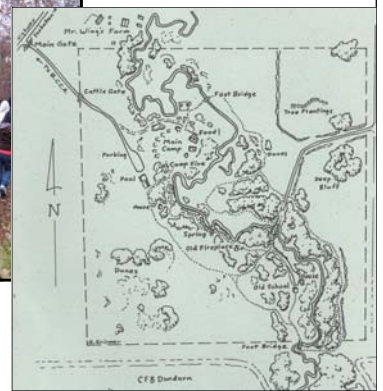 Mr. Wing's Farm
Main Gate
Cattle Gate
Foot Bridge
Tree Plantings
Food
Main Camp
Camp Fire
Parking
Dunes
Pool
Deep Bluff
N
Spring
Old Fireplace
Dunes
Old School
Foot Bridge
CFB Dundurn